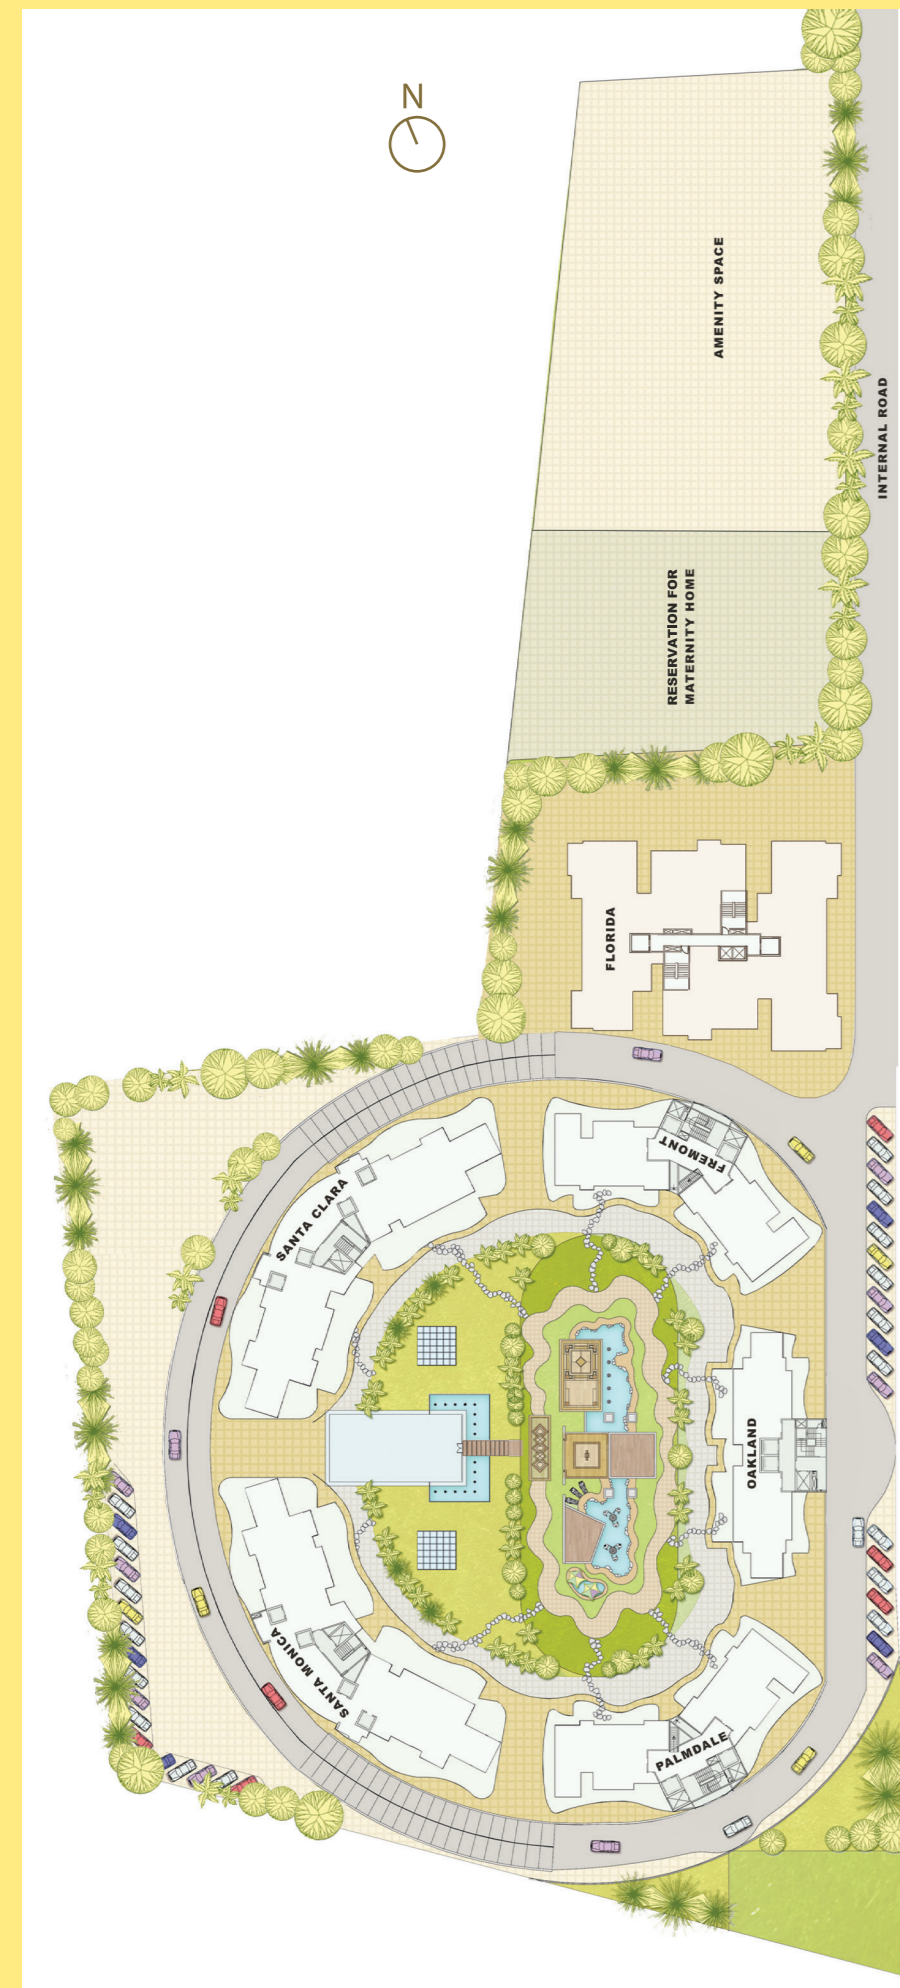 N
AMENITY SPACE
INTERNAL ROAD
RESERVATION FOR
MATERNITY HOME
FLORIDA
FREMONT
SANTA CLARA
OAKLAND
SANTA MONICA
PALMDALE